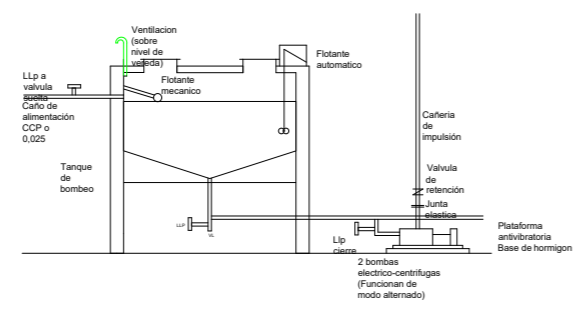 Ventilacion
(sobre
nivel de
vereda)
Flotante
automatico
LLp a
valvula
suelta
Flotante
mecanico
Caño de
alimentación
CCP o
0,025
Cañeria
de
impulsión
Tanque
de
bombeo
Valvula
de
retención
Junta
elastica
LLP
VL
Plataforma
antivibratoria
Base de hormigon
Llp
cierre
2 bombas
electrico-centrifugas
(Funcionan de
modo alternado)